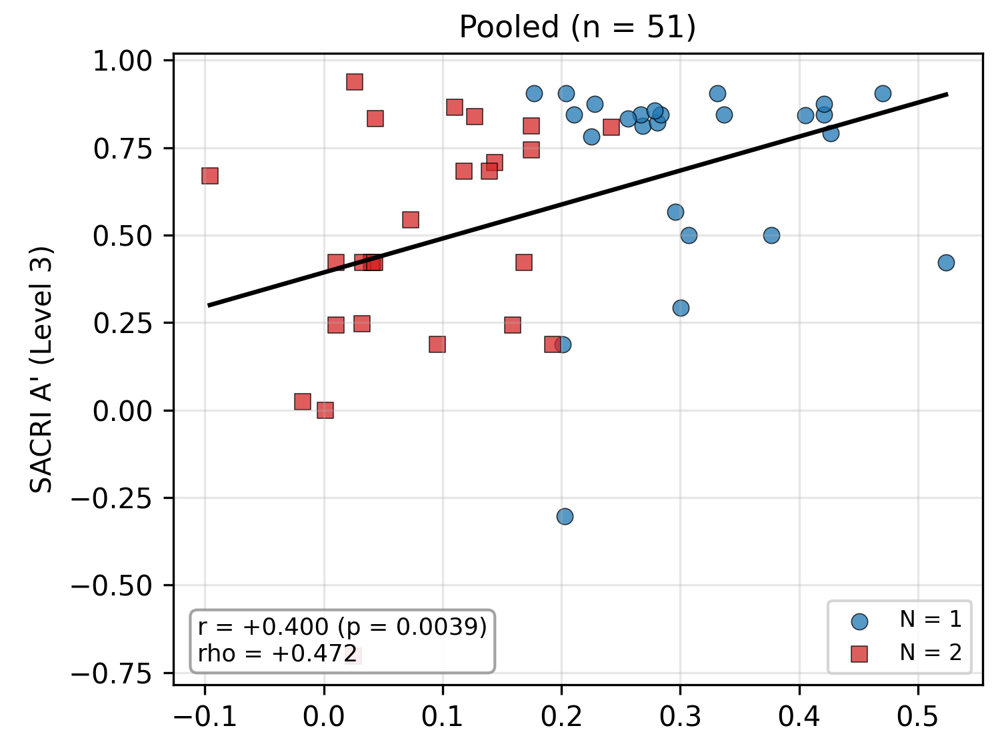 Pooled (n = 51)
SACRI A' (Level 3)
1.00
0.75
0.50
0.25
0.00
−0.25
−0.50
−0.75
r = +0.400 (p = 0.0039)
rho = +0.472
N = 1
N = 2
−0.1
0.0
0.1
0.2
0.3
0.4
0.5